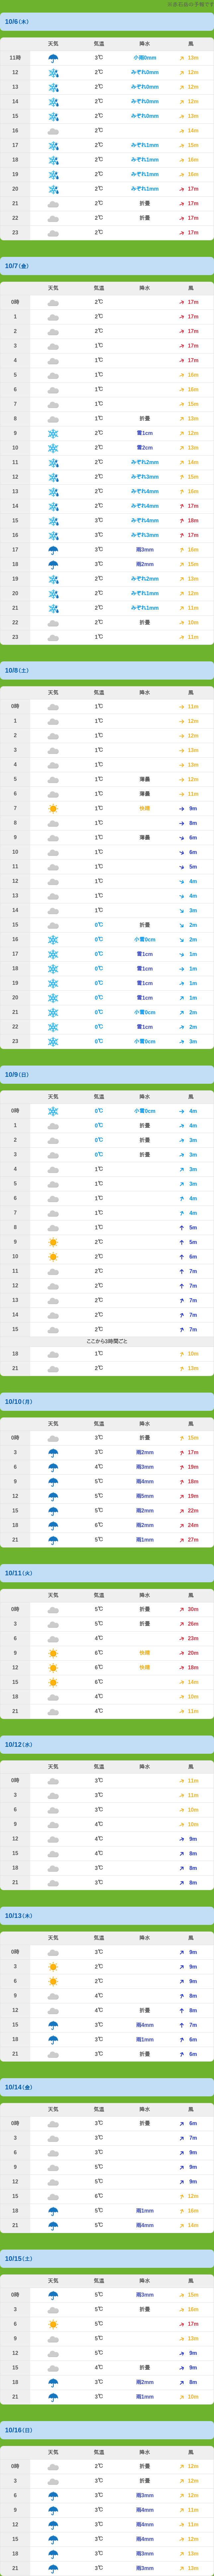 大条石岳の手軽です
10/6(木)
天気 気温 降水 風
11時 3℃ 小雨0mm 13m
12 2℃ みぞれ0mm 12m
13 2℃ みぞれ0mm 12m
14 2℃ みぞれ0mm 12m
15 2℃ みぞれ0mm 13m
16 2℃ 14m
17 2℃ みぞれ1mm 15m
18 2℃ みぞれ1mm 16m
19 2℃ みぞれ1mm 16m
20 2℃ みぞれ1mm 17m
21 2℃ 折曇 17m
22 2℃ 折曇 17m
23 2℃ 17m
10/7(金)
天気 気温 降水 風
0時 2℃ 17m
1 2℃ 17m
2 2℃ 17m
3 1℃ 17m
4 1℃ 17m
5 1℃ 16m
6 1℃ 16m
7 1℃ 15m
8 1℃ 折曇 13m
9 2℃ 雪1cm 12m
10 2℃ 雪2cm 13m
11 2℃ みぞれ2mm 14m
12 2℃ みぞれ3mm 15m
13 2℃ みぞれ4mm 16m
14 2℃ みぞれ4mm 17m
15 3℃ みぞれ4mm 18m
16 3℃ みぞれ3mm 17m
17 3℃ 雨3mm 16m
18 3℃ 雨2mm 15m
19 2℃ みぞれ2mm 13m
20 2℃ みぞれ1mm 12m
21 2℃ みぞれ1mm 11m
22 2℃ 折曇 10m
23 1℃ 11m
10/8(土)
天気 気温 降水 風
0時 1℃ 11m
1 1℃ 12m
2 1℃ 12m
3 1℃ 13m
4 1℃ 13m
5 1℃ 薄曇 12m
6 1℃ 薄曇 11m
7 1℃ 快晴 9m
8 1℃ 8m
9 1℃ 薄曇 6m
10 1℃ 6m
11 1℃ 5m
12 1℃ 4m
13 1℃ 4m
14 1℃ 3m
15 0℃ 折曇 2m
16 0℃ 小雪0cm 2m
17 0℃ 雪1cm 1m
18 0℃ 雪1cm 1m
19 0℃ 雪1cm 1m
20 0℃ 雪1cm 1m
21 0℃ 小雪0cm 2m
22 0℃ 雪1cm 2m
23 0℃ 小雪0cm 3m
10/9(日)
天気 気温 降水 風
0時 0℃ 小雪0cm 4m
1 0℃ 折曇 4m
2 0℃ 折曇 3m
3 0℃ 折曇 3m
4 1℃ 3m
5 1℃ 3m
6 1℃ 4m
7 1℃ 4m
8 1℃ 5m
9 2℃ 5m
10 2℃ 6m
11 2℃ 7m
12 2℃ 7m
13 2℃ 7m
14 2℃ 7m
15 2℃ 7m
ここから3時間ごと
18 1℃ 10m
21 2℃ 13m
10/10(月)
天気 気温 降水 風
0時 3℃ 折曇 15m
3 3℃ 雨2mm 17m
6 4℃ 雨3mm 19m
9 5℃ 雨4mm 18m
12 5℃ 雨5mm 19m
15 5℃ 雨2mm 22m
18 6℃ 雨2mm 24m
21 5℃ 雨1mm 27m
10/11(火)
天気 気温 降水 風
0時 5℃ 折曇 30m
3 5℃ 折曇 26m
6 4℃ 23m
9 6℃ 快晴 20m
12 6℃ 快晴 18m
15 6℃ 14m
18 4℃ 10m
21 4℃ 11m
10/12(水)
天気 気温 降水 風
0時 3℃ 11m
3 3℃ 11m
6 3℃ 10m
9 4℃ 10m
12 4℃ 9m
15 4℃ 8m
18 3℃ 8m
21 3℃ 8m
10/13(木)
天気 気温 降水 風
0時 3℃ 9m
3 2℃ 9m
6 2℃ 9m
9 4℃ 8m
12 4℃ 折曇 8m
15 3℃ 雨4mm 7m
18 3℃ 雨1mm 6m
21 3℃ 折曇 6m
10/14(金)
天気 気温 降水 風
0時 3℃ 折曇 6m
3 3℃ 7m
6 3℃ 9m
9 5℃ 9m
12 5℃ 9m
15 6℃ 12m
18 5℃ 雨1mm 16m
21 4℃ 雨4mm 14m
10/15(土)
天気 気温 降水 風
0時 5℃ 雨3mm 15m
3 5℃ 折曇 16m
6 5℃ 17m
9 5℃ 13m
12 5℃ 9m
15 4℃ 折曇 9m
18 3℃ 雨2mm 8m
21 3℃ 雨1mm 10m
10/16(日)
天気 気温 降水 風
0時 2℃ 折曇 12m
3 3℃ 折曇 12m
6 3℃ 雨3mm 12m
9 3℃ 雨4mm 11m
12 3℃ 雨4mm 11m
15 3℃ 雨4mm 12m
18 3℃ 雨3mm 13m
21 3℃ 雨3mm 13m